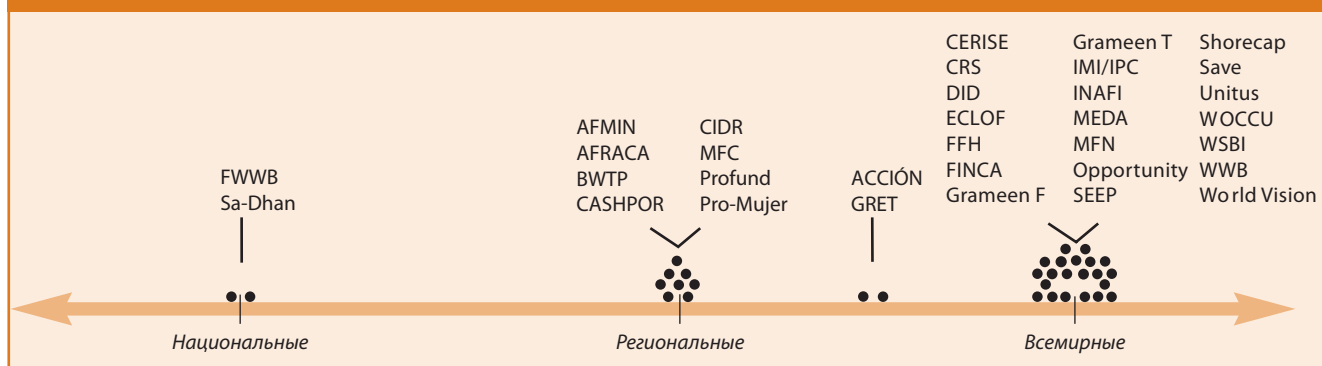 FWWB
Sa-Dhan
AFMIN
AFRACA
BWTP
CASHPOR
CIDR
MFC
Profund
Pro-Mujer
ACCIÓN
GRET
CERISE
CRS
DID
ECLOF
FFH
FINCA
Grameen F
Grameen T
IMI/IPC
INAFI
MEDA
MFN
Opportunity
SEEP
Shorecap
Save
Unitus
WOCCU
WSBI
WWB
World Vision
Национальные
Региональные
Всемирные